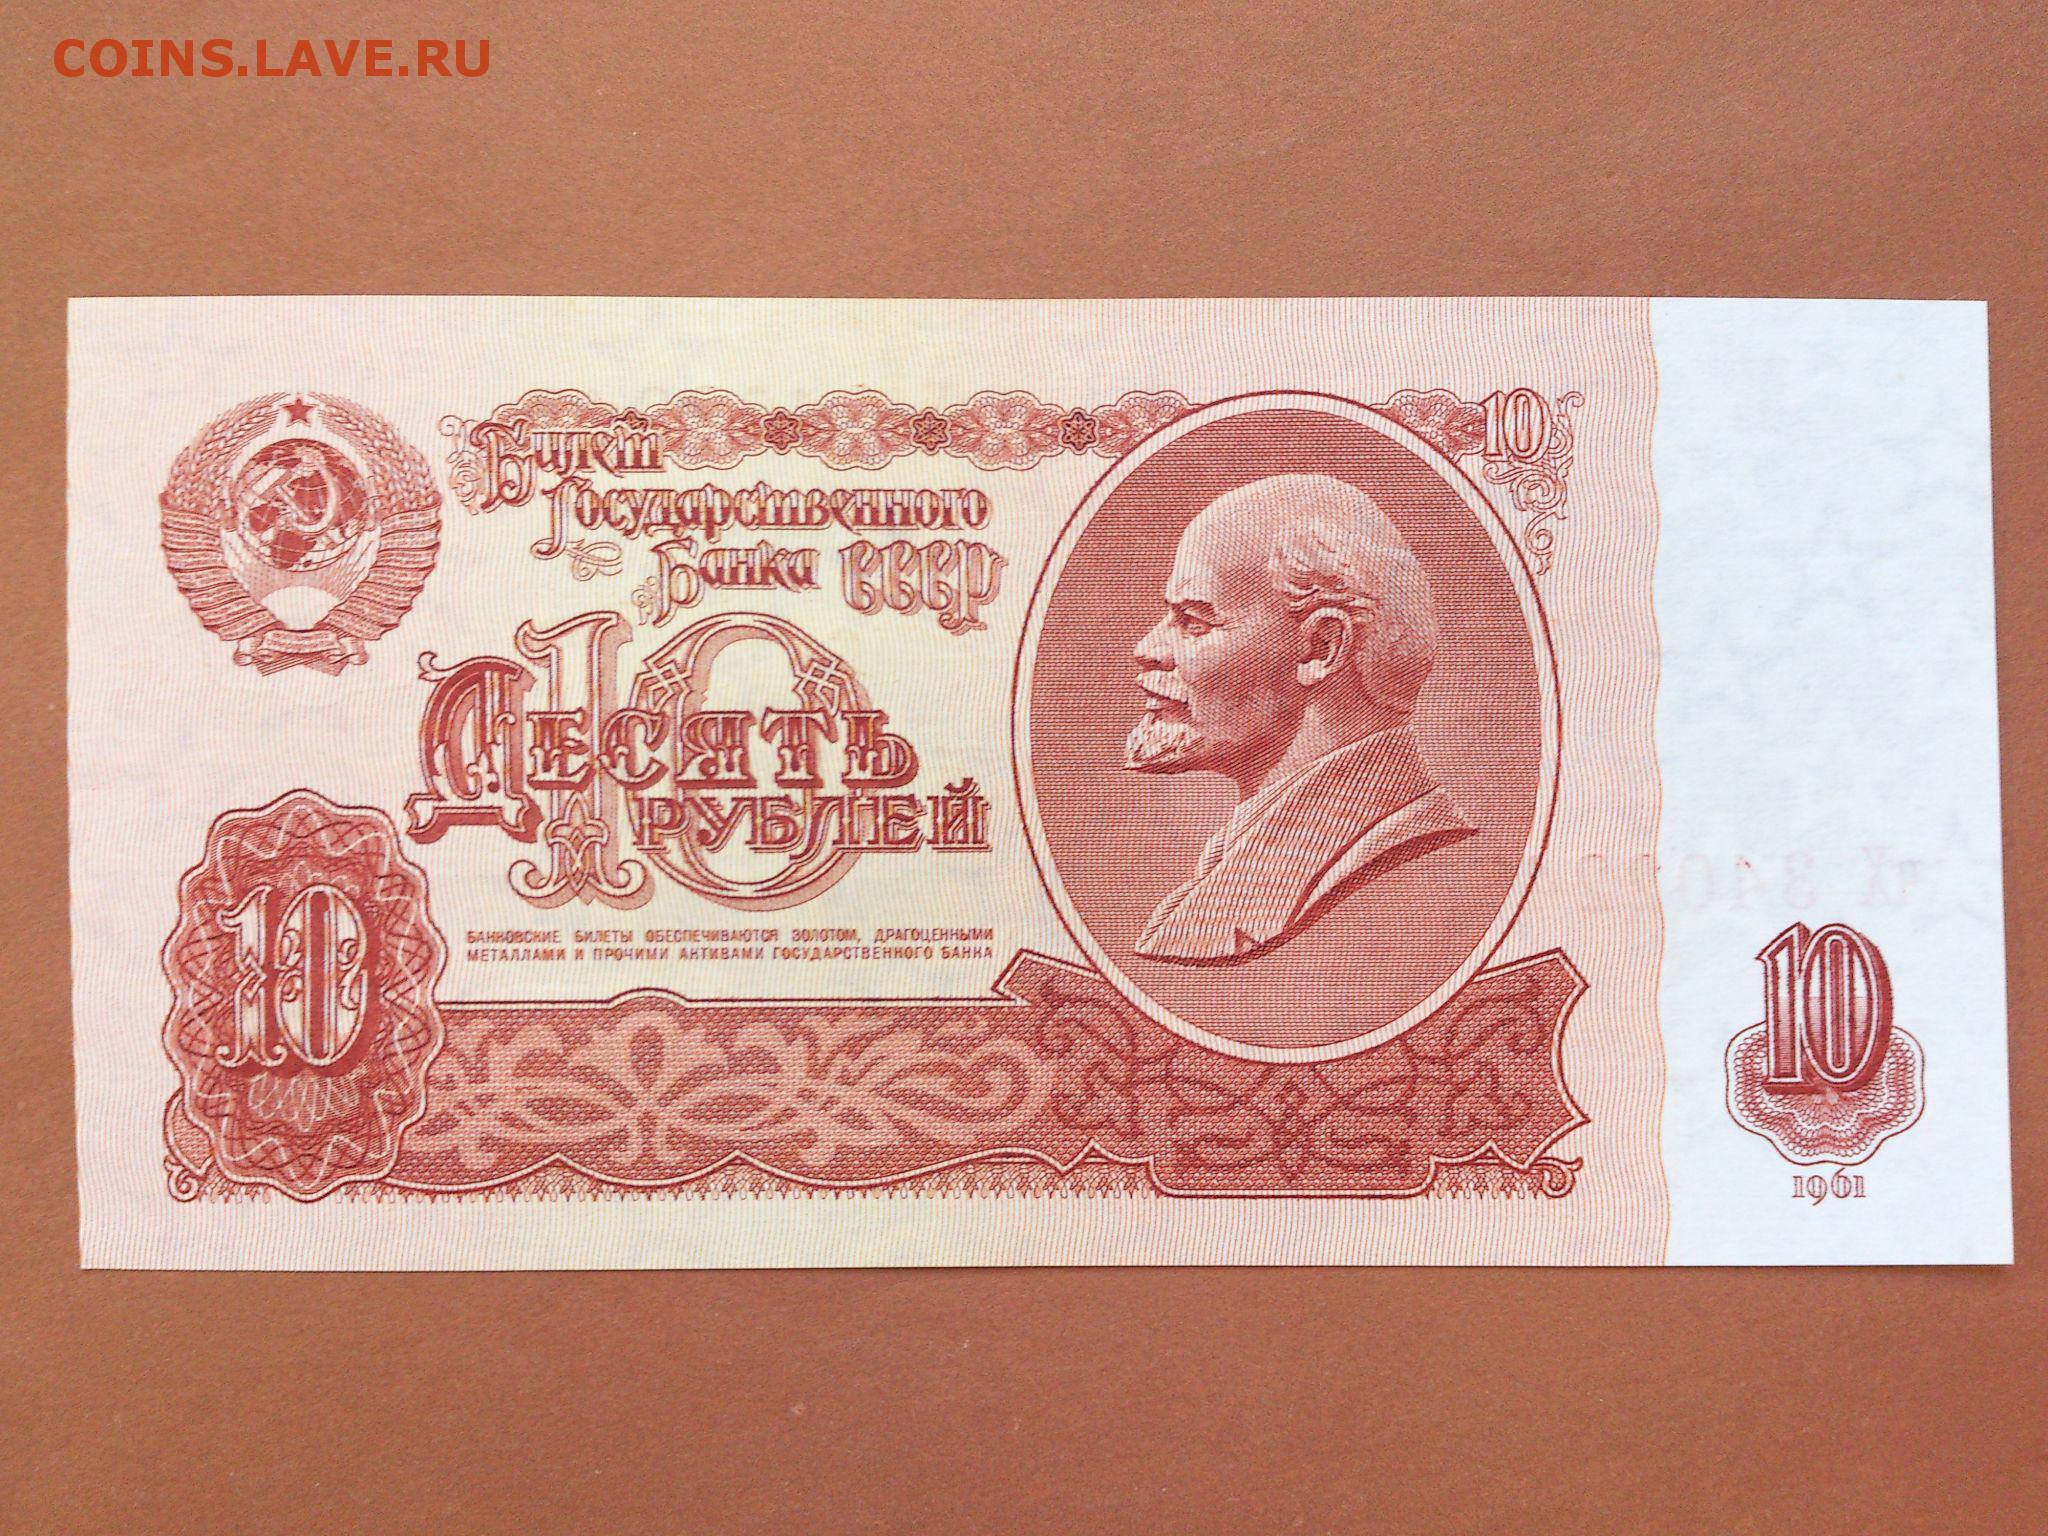 COINS.LAVE.RU
10
Билет
Государственного
Банка СССР
10
Десять
рублей
БАНКОВСКИЕ БИЛЕТЫ ОБЕСПЕЧИВАЮТСЯ ЗОЛОТОМ, ДРАГОЦЕННЫМИ
МЕТАЛЛАМИ И ПРОЧИМИ АКТИВАМИ ГОСУДАРСТВЕННОГО БАНКА
10
10
1961